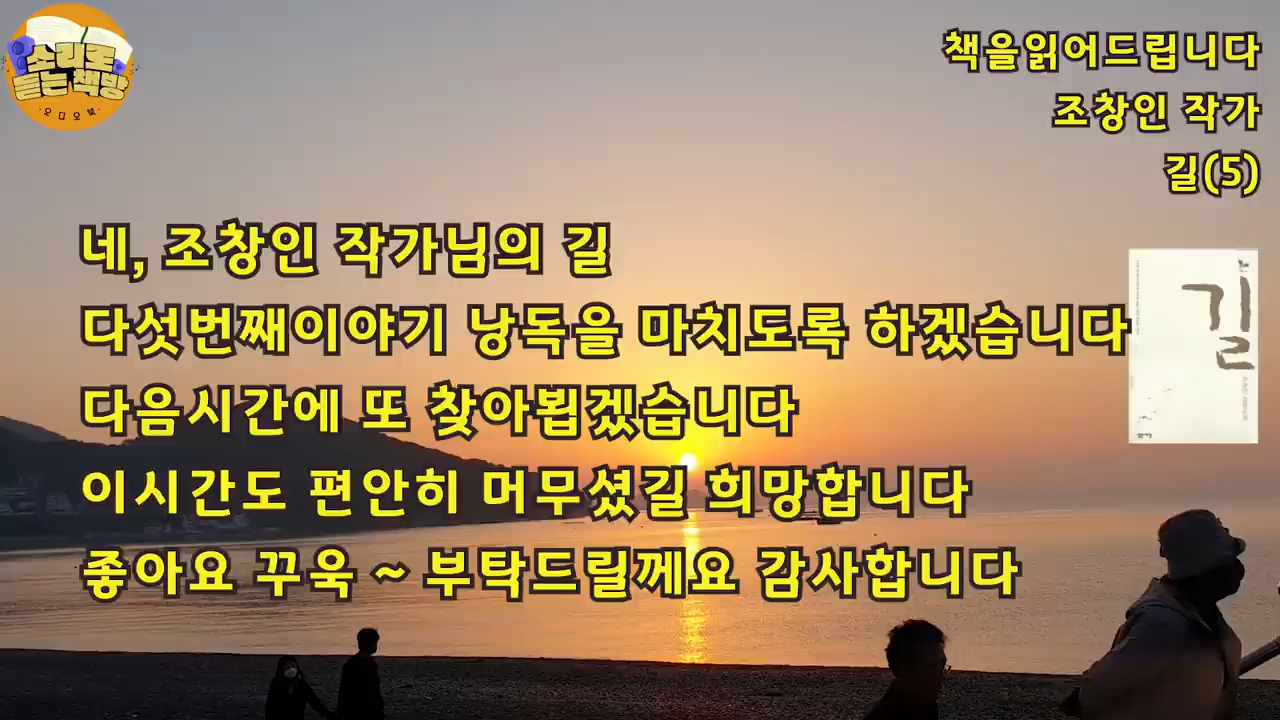 소리로
듣는 책방
·오디오북·
책을읽어드립니다
조창인 작가
길(5)
네, 조창인 작가님의 길
다섯번째이야기 낭독을 마치도록 하겠습니다
다음시간에 또 찾아뵙겠습니다
이시간도 편안히 머무셨길 희망합니다
좋아요 꾸욱 ~ 부탁드릴께요 감사합니다
길